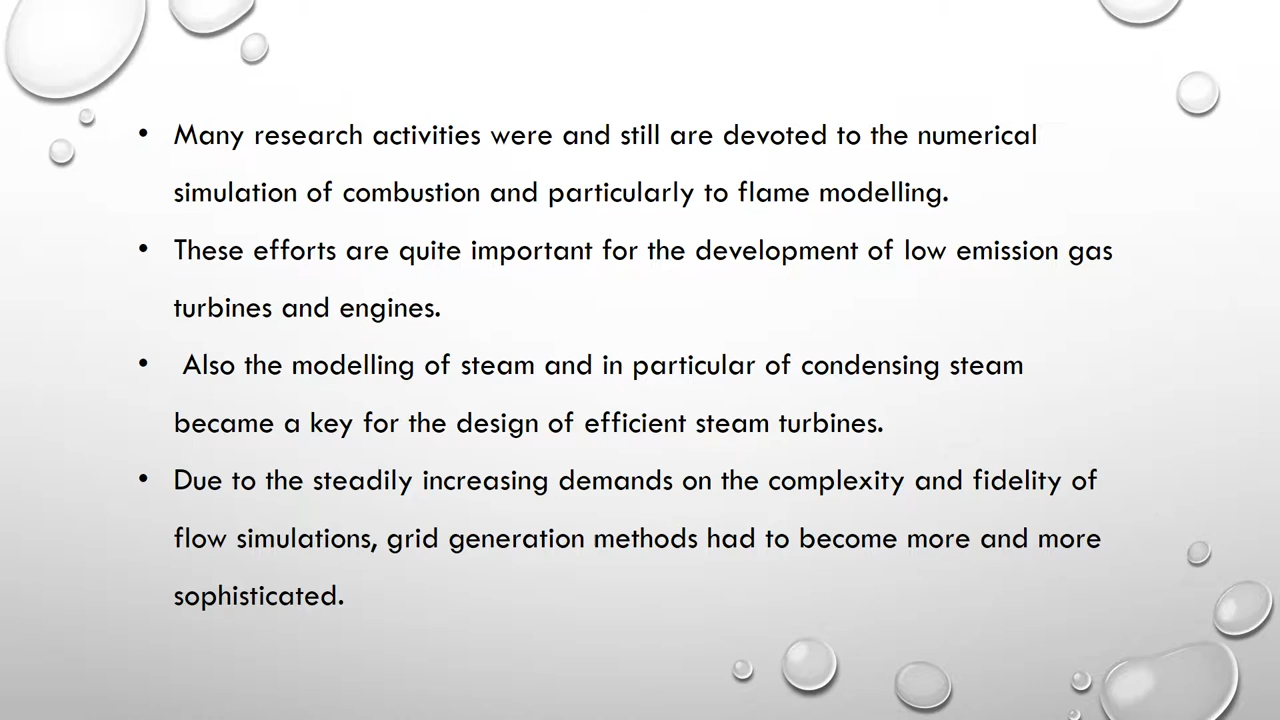 • Many research activities were and still are devoted to the numerical
simulation of combustion and particularly to flame modelling.
• These efforts are quite important for the development of low emission gas
turbines and engines.
• Also the modelling of steam and in particular of condensing steam
became a key for the design of efficient steam turbines.
• Due to the steadily increasing demands on the complexity and fidelity of
flow simulations, grid generation methods had to become more and more
sophisticated.